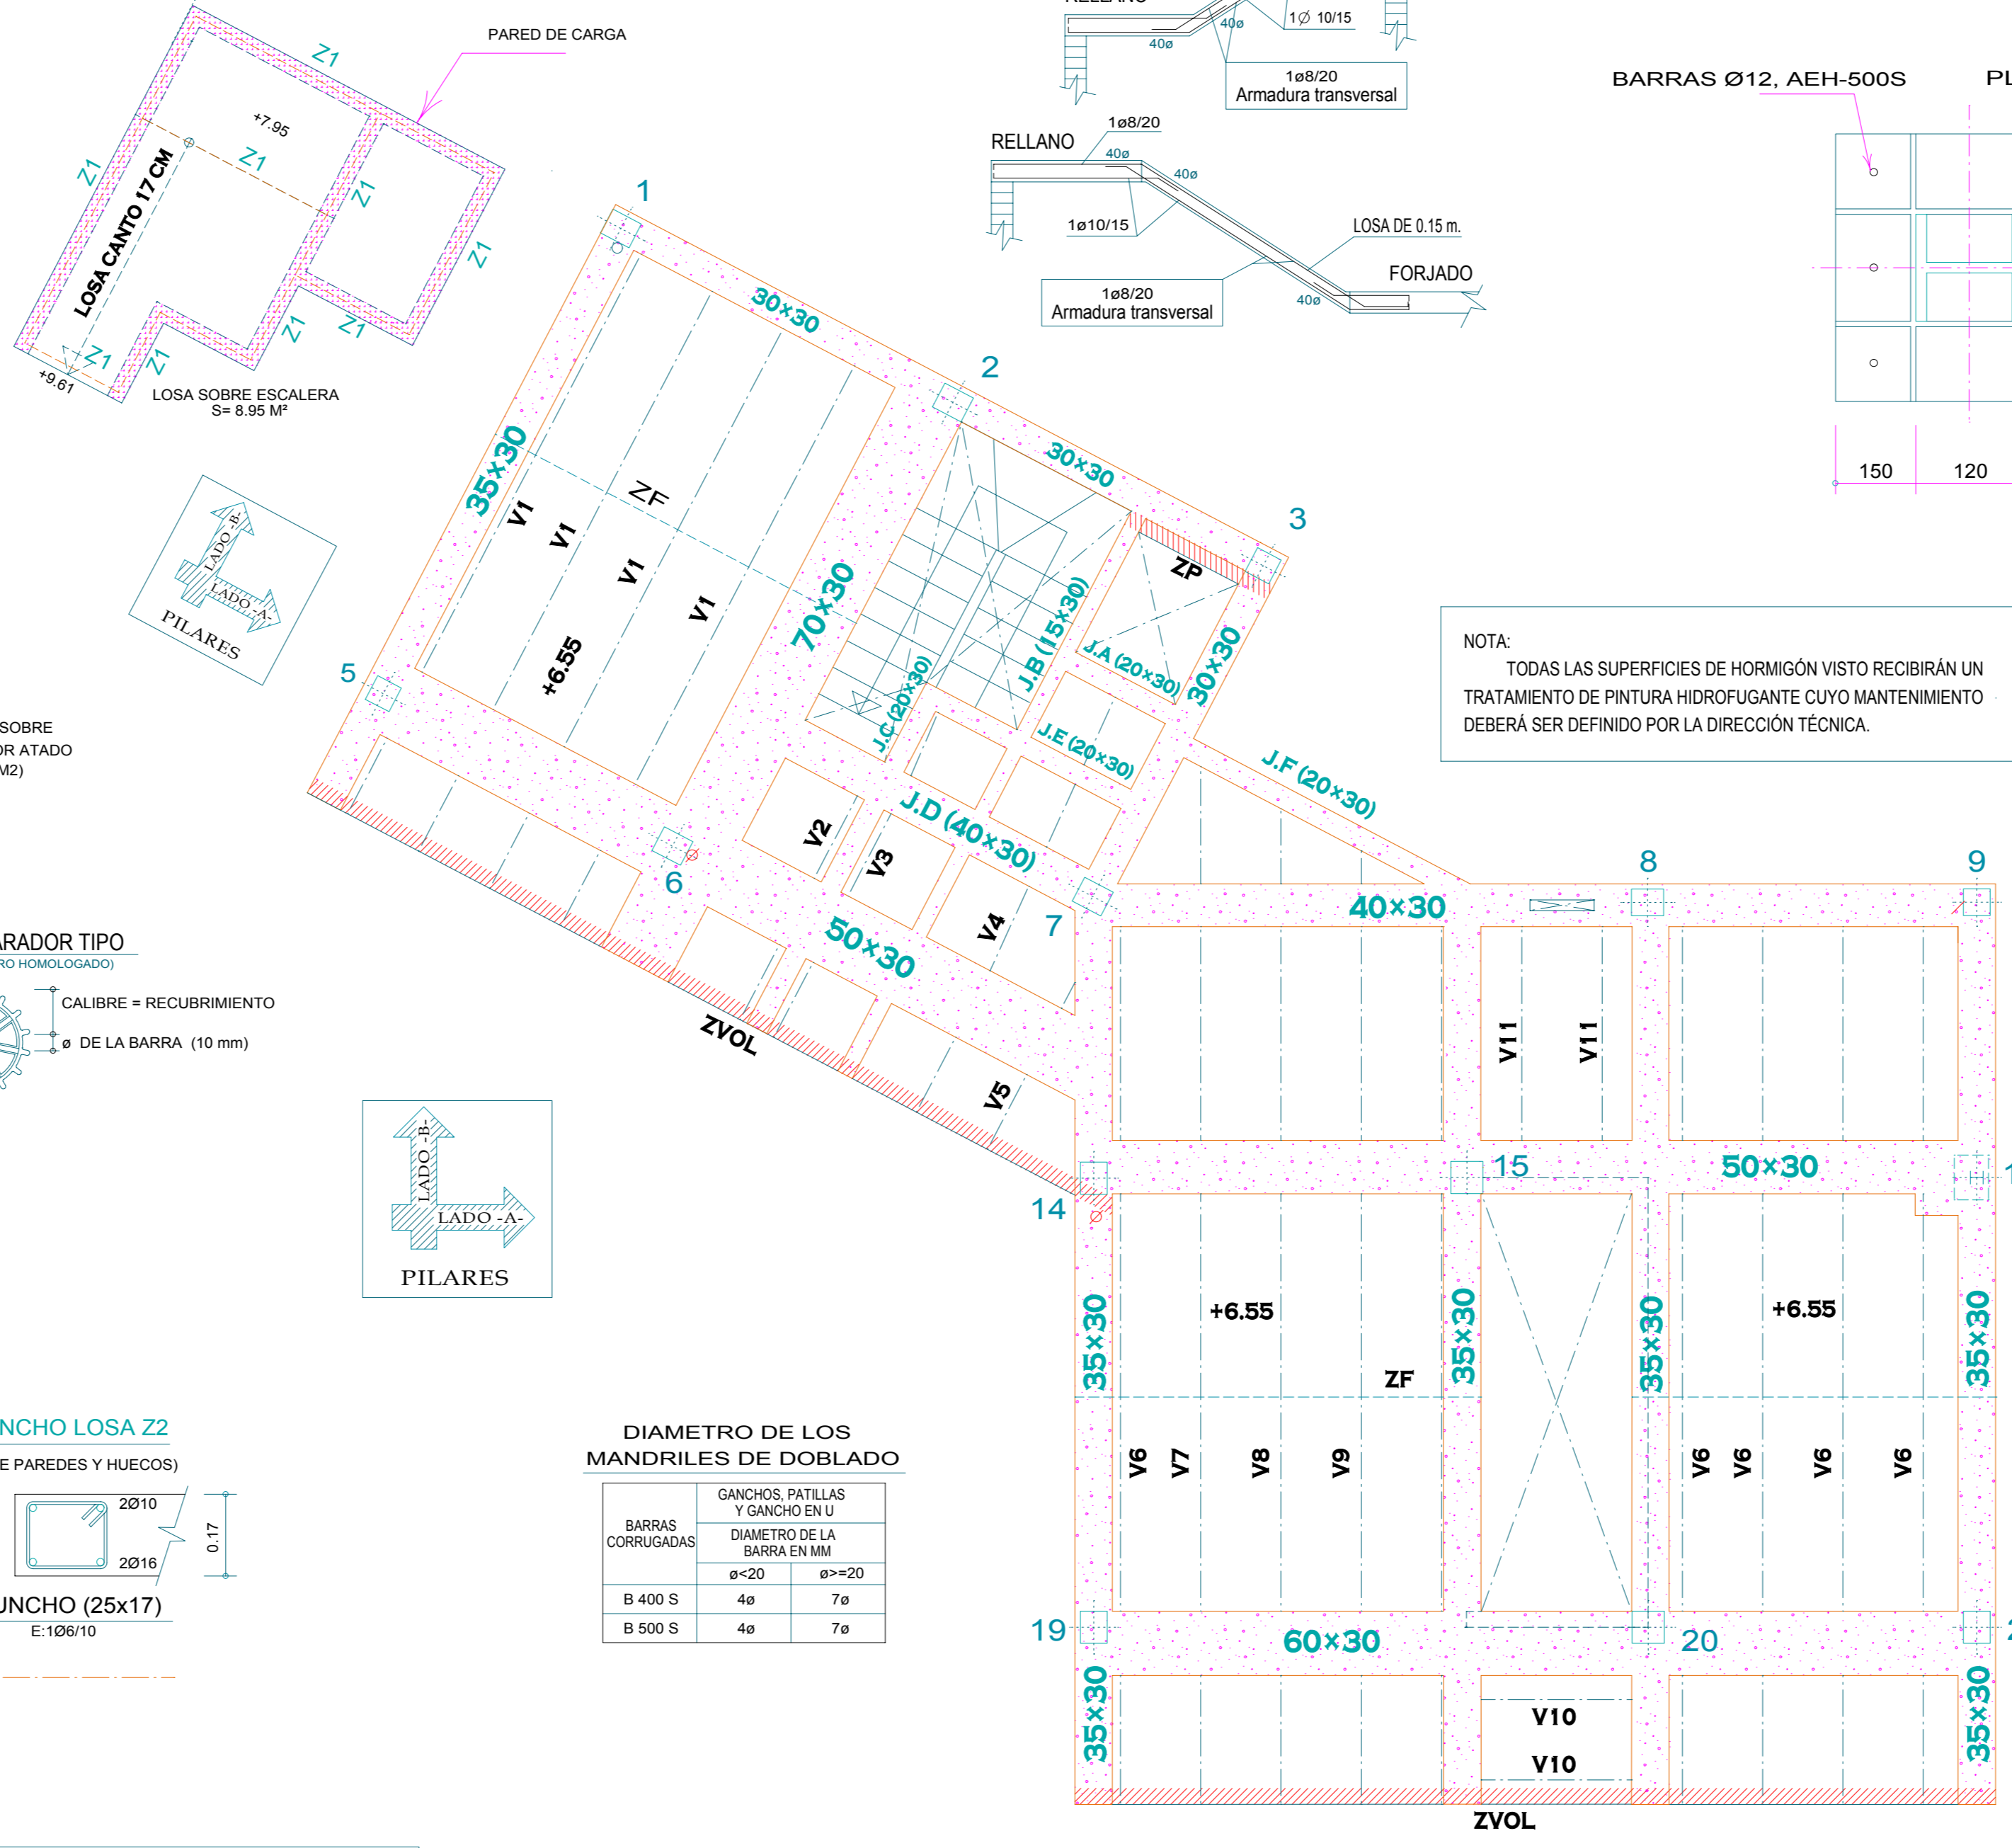 PARED DE CARGA
Z1
+7.95
Z1
Z1
Z1
Z1
LOSA CANTO 17 CM
Z1
Z1
Z1
Z1
Z1
+9.61
LOSA SOBRE ESCALERA
S= 8.95 M²
RELLANO
40ø
40ø
1Ø 10/15
1ø8/20
Armadura transversal
RELLANO
1ø8/20
40ø
40ø
1ø10/15
LOSA DE 0.15 m.
FORJADO
40ø
1ø8/20
Armadura transversal
BARRAS Ø12, AEH-500S
150
120
NOTA:
TODAS LAS SUPERFICIES DE HORMIGÓN VISTO RECIBIRÁN UN
TRATAMIENTO DE PINTURA HIDROFUGANTE CUYO MANTENIMIENTO
DEBERÁ SER DEFINIDO POR LA DIRECCIÓN TÉCNICA.
LADO -B-
LADO -A-
PILARES
SOBRE
ATADO
M2)
TIPO
HOMOLOGADO)
CALIBRE = RECUBRIMIENTO
ø DE LA BARRA (10 mm)
LADO -B-
LADO -A-
PILARES
LOSA Z2
PAREDES Y HUECOS)
2Ø10
2Ø16
0.17
(25x17)
E:1Ø6/10
DIAMETRO DE LOS
MANDRILES DE DOBLADO
BARRAS
CORRUGADAS
GANCHOS, PATILLAS
Y GANCHO EN U
DIAMETRO DE LA
BARRA EN MM
ø<20 ø>=20
B 400 S 4ø 7ø
B 500 S 4ø 7ø
1
30×30
2
30×30
3
35×30
V1
V1
V1
V1
ZF
+6.55
70×30
ZP
J.B (15×30)
J.A (20×30)
30×30
J.C (20×30)
J.E (20×30)
J.F (20×30)
5
6
V2
V3
J.D (40×30)
V4
7
50×30
ZVOL
V5
40×30
8
9
V11
V11
14
15
50×30
+6.55
+6.55
35×30
35×30
35×30
35×30
ZF
V6
V7
V8
V9
V6
V6
V6
V6
19
60×30
20
35×30
35×30
V10
V10
ZVOL